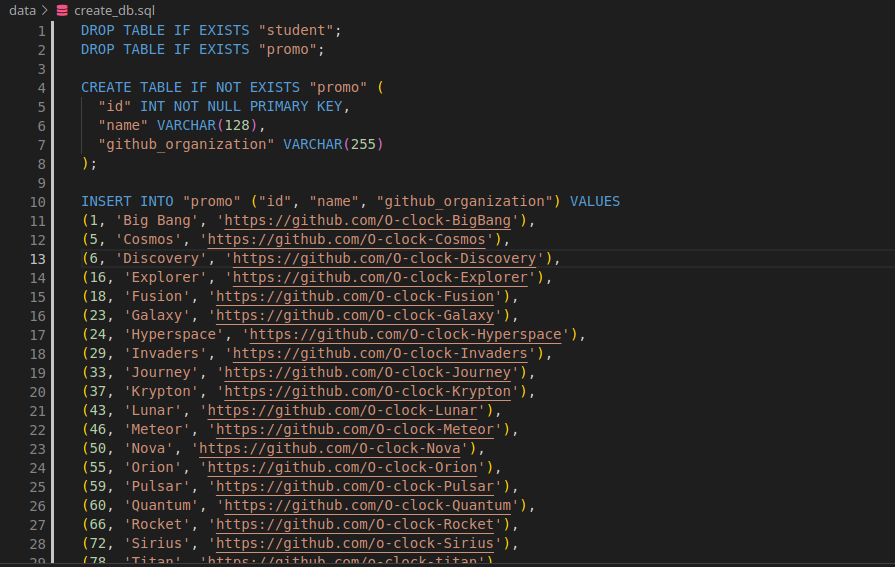 data > create_db.sql
1 DROP TABLE IF EXISTS "student";
2 DROP TABLE IF EXISTS "promo";
3
4 CREATE TABLE IF NOT EXISTS "promo" (
5 "id" INT NOT NULL PRIMARY KEY,
6 "name" VARCHAR(128),
7 "github_organization" VARCHAR(255)
8 );
9
10 INSERT INTO "promo" ("id", "name", "github_organization") VALUES
11 (1, 'Big Bang', 'https://github.com/O-clock-BigBang'),
12 (5, 'Cosmos', 'https://github.com/O-clock-Cosmos'),
13 (6, 'Discovery', 'https://github.com/O-clock-Discovery'),
14 (16, 'Explorer', 'https://github.com/O-clock-Explorer'),
15 (18, 'Fusion', 'https://github.com/O-clock-Fusion'),
16 (23, 'Galaxy', 'https://github.com/O-clock-Galaxy'),
17 (24, 'Hyperspace', 'https://github.com/O-clock-Hyperspace'),
18 (29, 'Invaders', 'https://github.com/O-clock-Invaders'),
19 (33, 'Journey', 'https://github.com/O-clock-Journey'),
20 (37, 'Krypton', 'https://github.com/O-clock-Krypton'),
21 (43, 'Lunar', 'https://github.com/O-clock-Lunar'),
22 (46, 'Meteor', 'https://github.com/O-clock-Meteor'),
23 (50, 'Nova', 'https://github.com/O-clock-Nova'),
24 (55, 'Orion', 'https://github.com/O-clock-Orion'),
25 (59, 'Pulsar', 'https://github.com/O-clock-Pulsar'),
26 (60, 'Quantum', 'https://github.com/O-clock-Quantum'),
27 (66, 'Rocket', 'https://github.com/O-clock-Rocket'),
28 (72, 'Sirius', 'https://github.com/o-clock-Sirius'),
29 (78, 'Titan', 'https://github.com/o-clock-titan'),